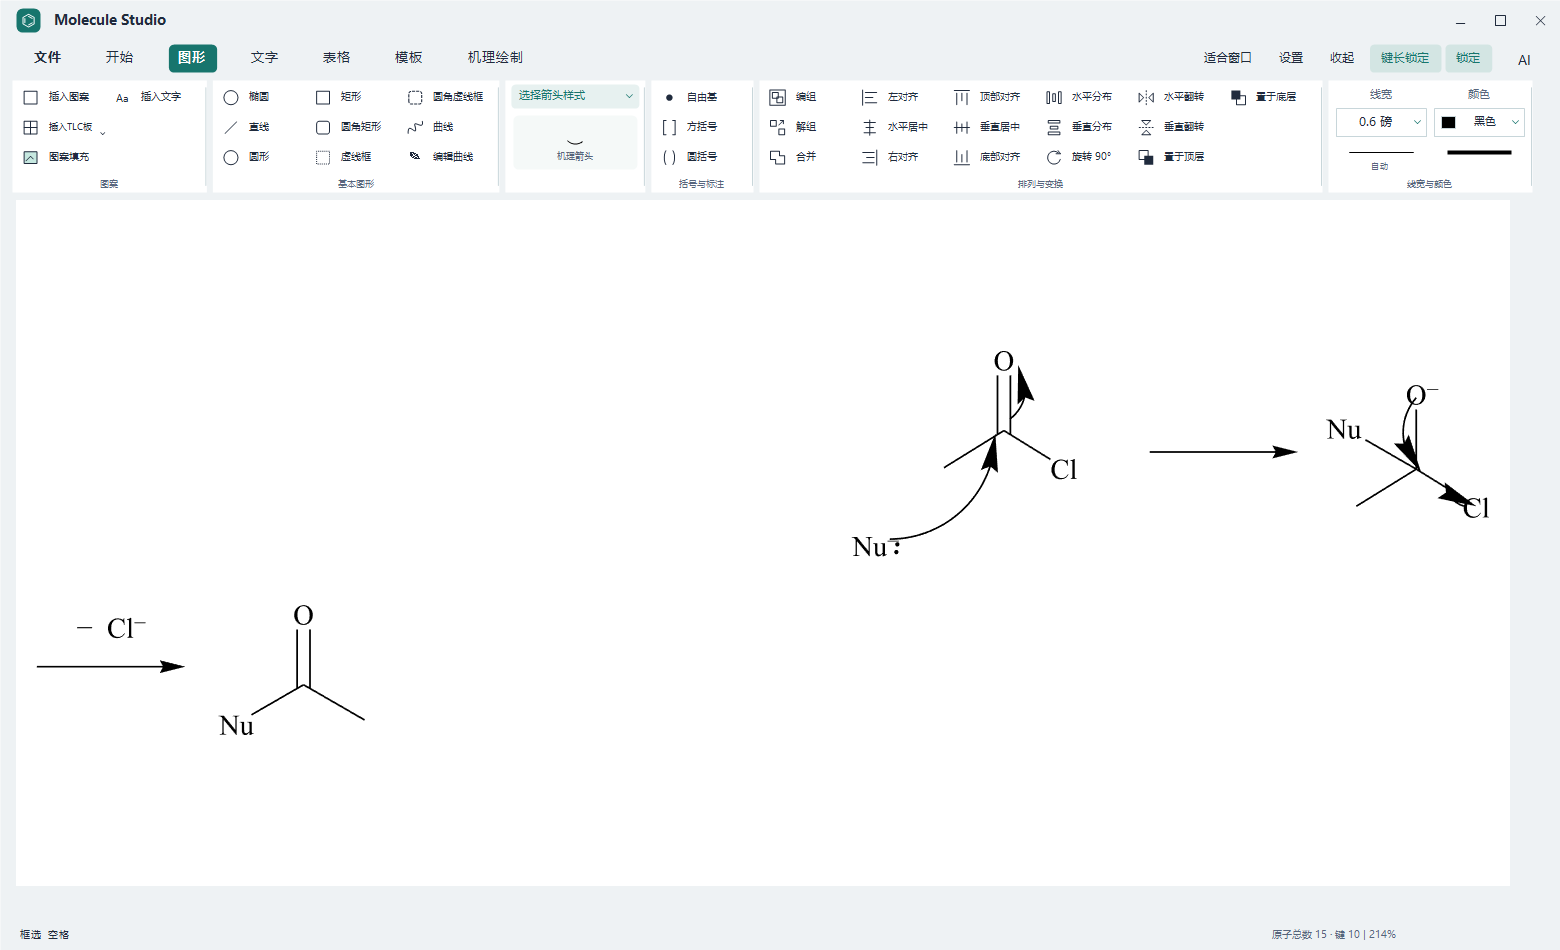 Molecule Studio
文件 开始 图形 文字 表格 模板 机理绘制 适合窗口 设置 收起 键长锁定 锁定 AI
插入图案 Aa 插入文字
插入TLC板
图案填充
图案
椭圆 矩形 圆角虚线框
直线 圆角矩形 曲线
圆形 虚线框 编辑曲线
基本图形
选择箭头样式
机理箭头
自由基
[ ] 方括号
( ) 圆括号
括号与标注
编组 左对齐 顶部对齐 水平分布 水平翻转 置于底层
解组 水平居中 垂直居中 垂直分布 垂直翻转
合并 右对齐 底部对齐 旋转 90° 置于顶层
排列与变换
线宽 颜色
0.6 磅 黑色
自动
线宽与颜色
O
Cl
Nu:
O−
Nu
Cl
− Cl−
O
Nu
框选 空格
原子总数 15 · 键 10 | 214%